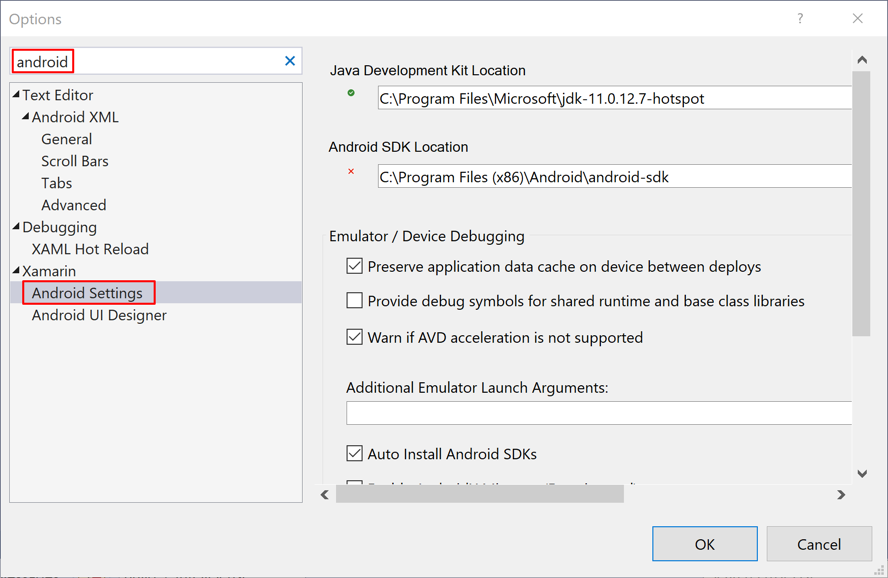 Options
android
Text Editor
Android XML
General
Scroll Bars
Tabs
Advanced
Debugging
XAML Hot Reload
Xamarin
Android Settings
Android UI Designer
Java Development Kit Location
C:\Program Files\Microsoft\jdk-11.0.12.7-hotspot
Android SDK Location
C:\Program Files (x86)\Android\android-sdk
Emulator / Device Debugging
Preserve application data cache on device between deploys
Provide debug symbols for shared runtime and base class libraries
Warn if AVD acceleration is not supported
Additional Emulator Launch Arguments:
Auto Install Android SDKs
OK
Cancel